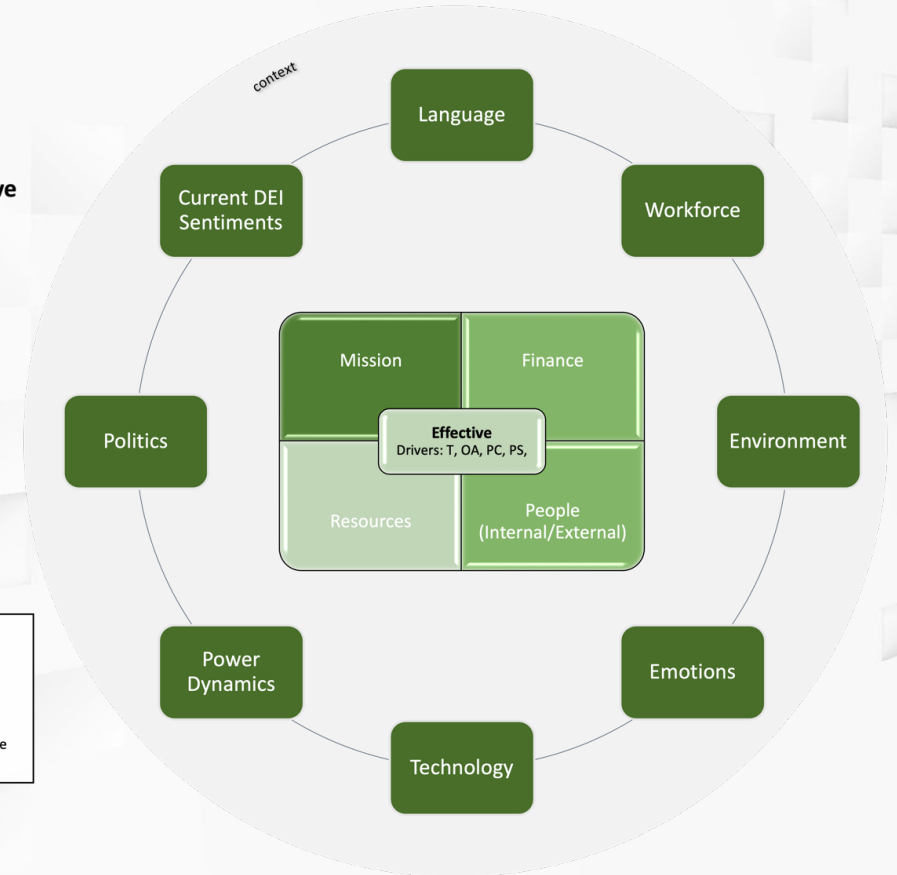 context
Language
Current DEI
Sentiments
Workforce
Mission
Finance
Politics
Effective
Drivers: T, OA, PC, PS,
Environment
Resources
People
(Internal/External)
Power
Dynamics
Emotions
Technology